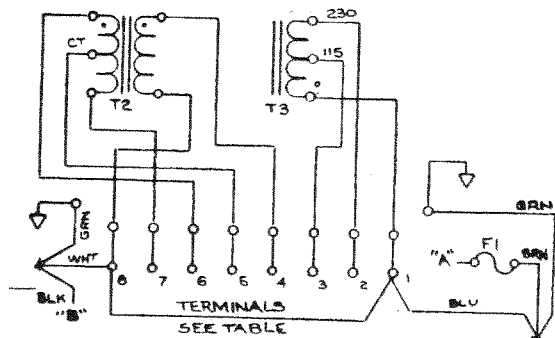 230
CT
115
T2
T3
GRN
GRN
"A"
F1
BRN
WHT
8
7
6
5
4
3
2
1
BLK
"B"
BLU
TERMINALS
SEE TABLE